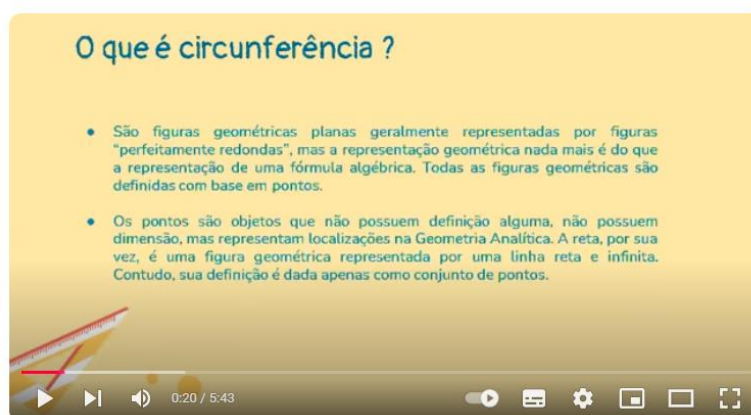 O que é circunferência ?
● São figuras geométricas planas geralmente representadas por figuras
"perfeitamente redondas", mas a representação geométrica nada mais é do que
a representação de uma fórmula algébrica. Todas as figuras geométricas são
definidas com base em pontos.
● Os pontos são objetos que não possuem definição alguma, não possuem
dimensão, mas representam localizações na Geometria Analítica. A reta, por sua
vez, é uma figura geométrica representada por uma linha reta e infinita.
Contudo, sua definição é dada apenas como conjunto de pontos.
0:20 / 5:43